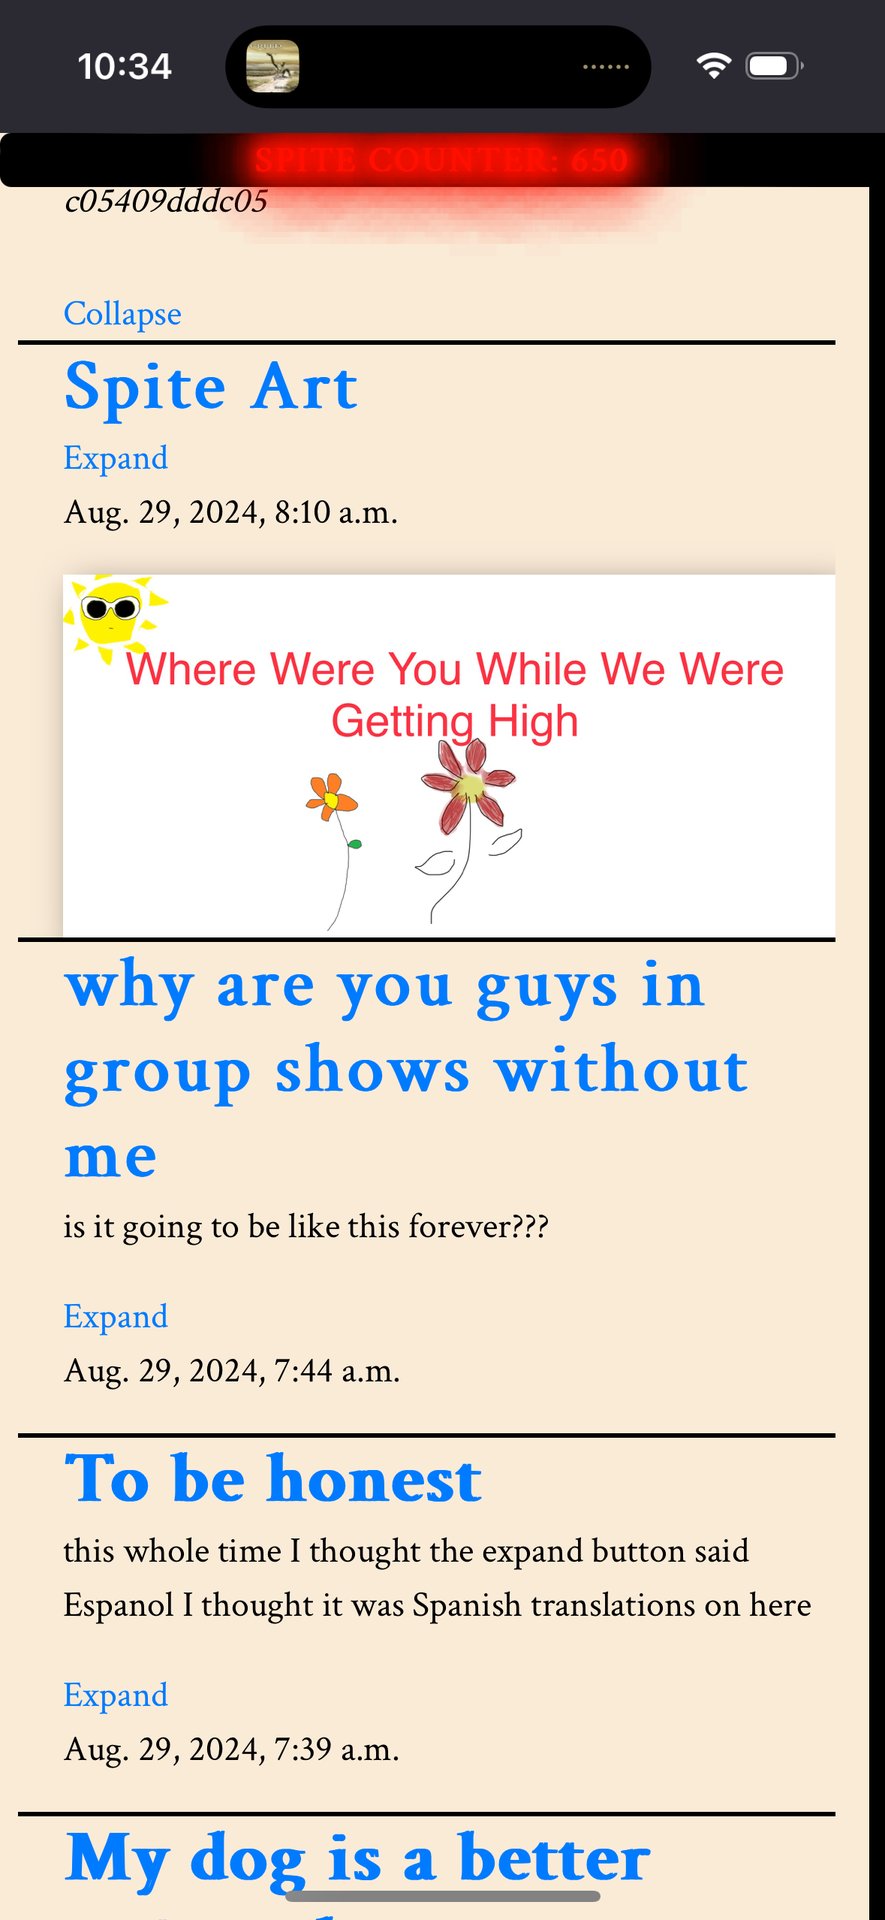 10:34
SPITE COUNTER: 650
c05409dddc05
Collapse
Spite Art
Expand
Aug. 29, 2024, 8:10 a.m.
Where Were You While We Were
Getting High
why are you guys in
group shows without
me
is it going to be like this forever???
Expand
Aug. 29, 2024, 7:44 a.m.
To be honest
this whole time I thought the expand button said
Espanol I thought it was Spanish translations on here
Expand
Aug. 29, 2024, 7:39 a.m.
My dog is a better